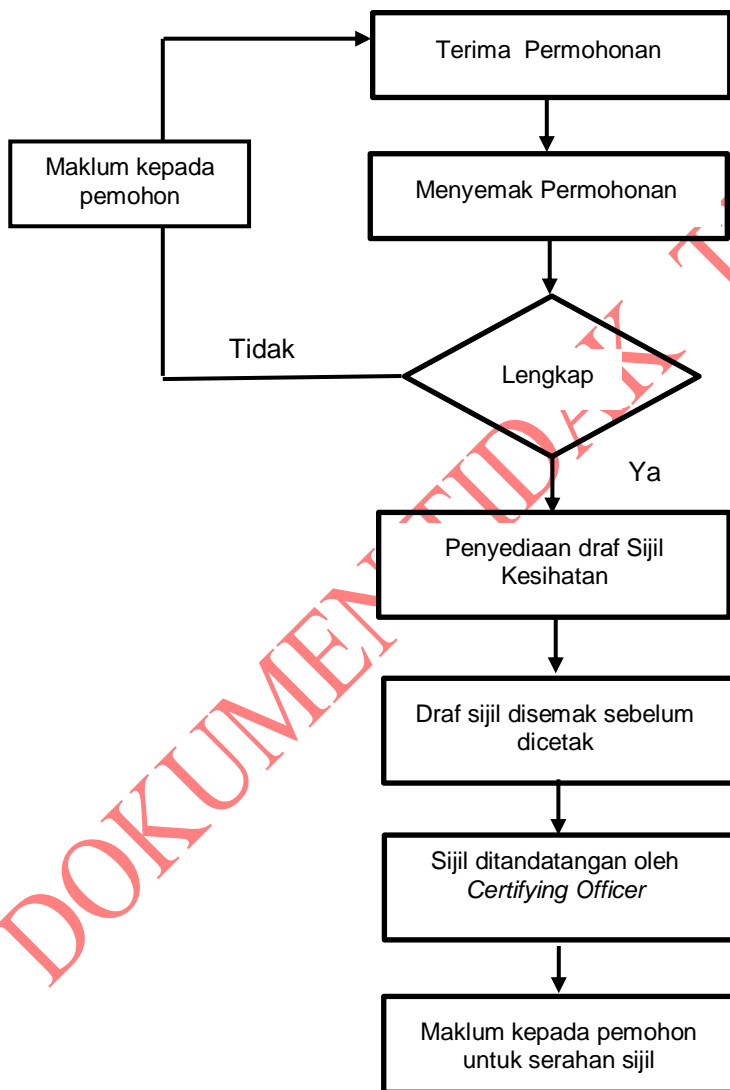 Terima Permohonan
Maklum kepada
pemohon
Menyemak Permohonan
Tidak
Lengkap
Ya
Penyediaan draf Sijil
Kesihatan
Draf sijil disemak sebelum
dicetak
Sijil ditandatangan oleh
Certifying Officer
Maklum kepada pemohon
untuk serahan sijil
DOKUMEN TIDAK